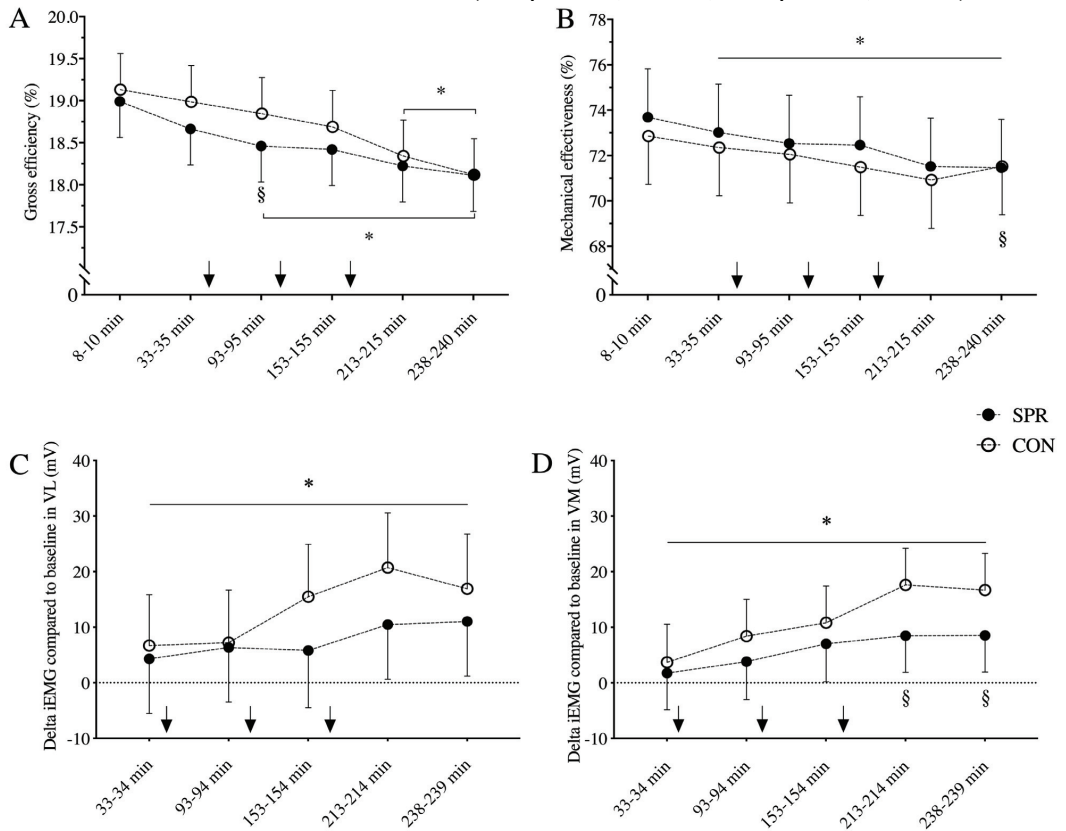 A
Gross efficiency (%)
20.0
19.5
19.0
18.5
18.0
17.5
0
*
§
*
8-10 min
33-35 min
93-95 min
153-155 min
213-215 min
238-240 min
B
Mechanical effectiveness (%)
78
76
74
72
70
68
0
*
§
8-10 min
33-35 min
93-95 min
153-155 min
213-215 min
238-240 min
SPR
CON
C
Delta iEMG compared to baseline in VL (mV)
40
30
20
10
0
-10
*
33-34 min
93-94 min
153-154 min
213-214 min
238-239 min
D
Delta iEMG compared to baseline in VM (mV)
40
30
20
10
0
-10
*
§
§
33-34 min
93-94 min
153-154 min
213-214 min
238-239 min